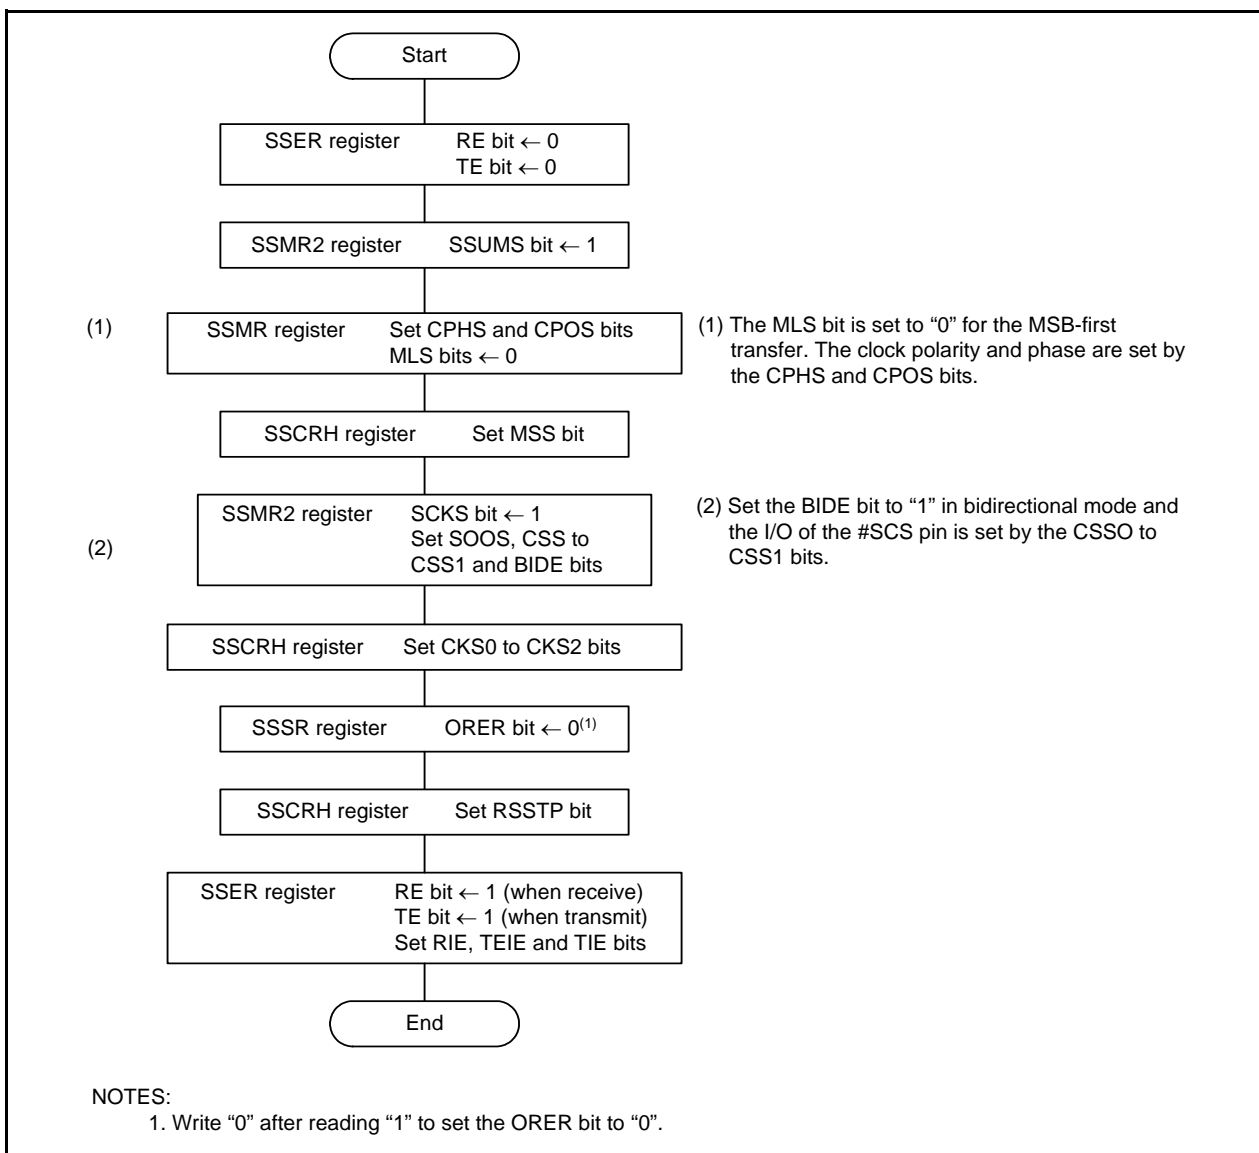 Start
SSER register RE bit ← 0
TE bit ← 0
SSMR2 register SSUMS bit ← 1
(1)
SSMR register Set CPHS and CPOS bits
MLS bits ← 0
(1) The MLS bit is set to “0” for the MSB-first
transfer. The clock polarity and phase are set by
the CPHS and CPOS bits.
SSCRH register Set MSS bit
(2)
SSMR2 register SCKS bit ← 1
Set SOOS, CSS to
CSS1 and BIDE bits
(2) Set the BIDE bit to “1” in bidirectional mode and
the I/O of the #SCS pin is set by the CSSO to
CSS1 bits.
SSCRH register Set CKS0 to CKS2 bits
SSSR register ORER bit ← 0(1)
SSCRH register Set RSSTP bit
SSER register RE bit ← 1 (when receive)
TE bit ← 1 (when transmit)
Set RIE, TEIE and TIE bits
End
NOTES:
1. Write “0” after reading “1” to set the ORER bit to “0”.